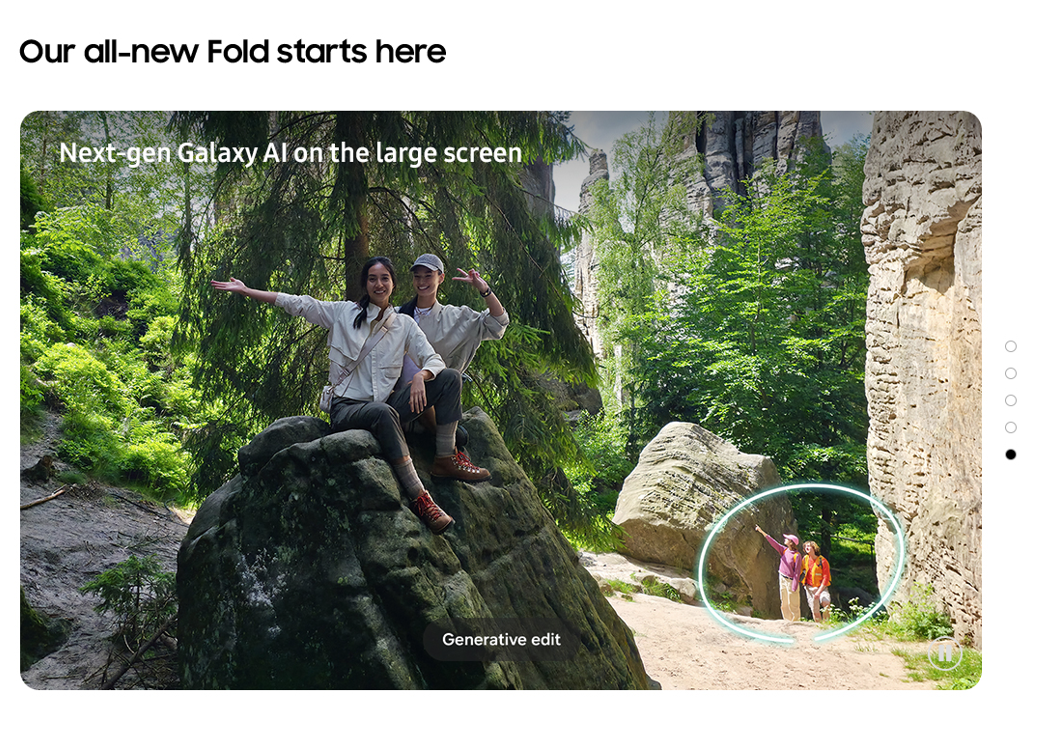 Our all-new Fold starts here
Next-gen Galaxy AI on the large screen
Generative edit